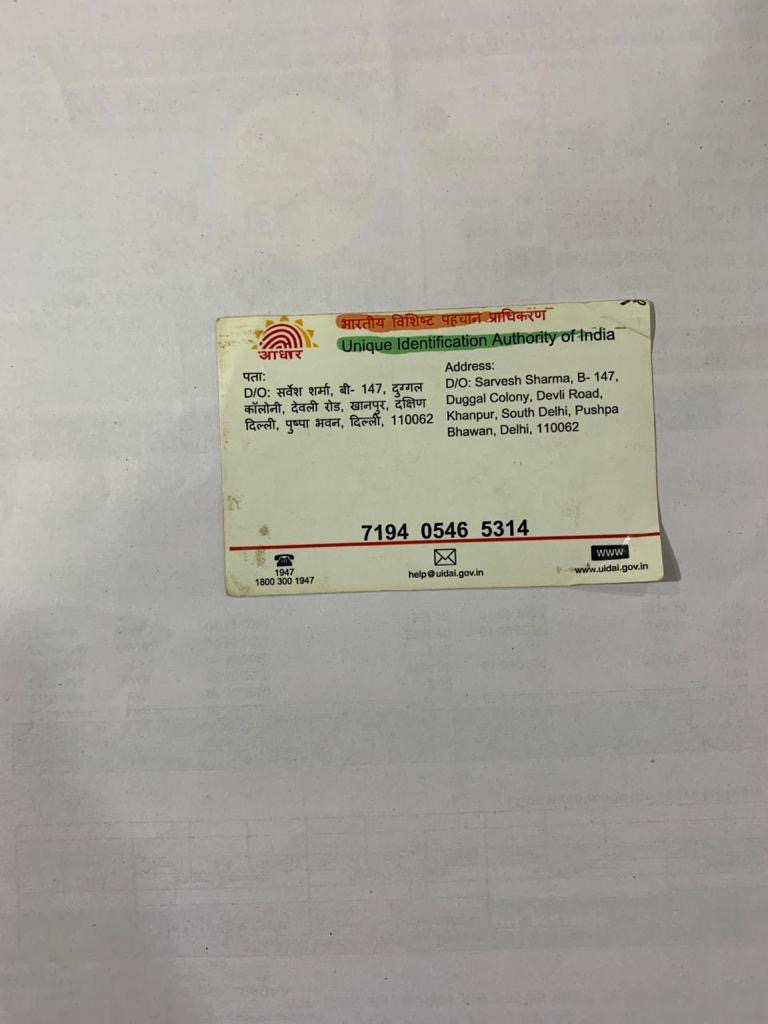 भारतीय विशिष्ट पहचान प्राधिकरण
Unique Identification Authority of India
आधार
पता:
D/O: सर्वेश शर्मा, बी- 147, दुग्गल
कॉलोनी, देवली रोड, खानपुर, दक्षिण
दिल्ली, पुष्पा भवन, दिल्ली, 110062
Address:
D/O: Sarvesh Sharma, B- 147,
Duggal Colony, Devli Road,
Khanpur, South Delhi, Pushpa
Bhawan, Delhi, 110062
7194 0546 5314
1947
1800 300 1947
help@uidai.gov.in
www
www.uidai.gov.in